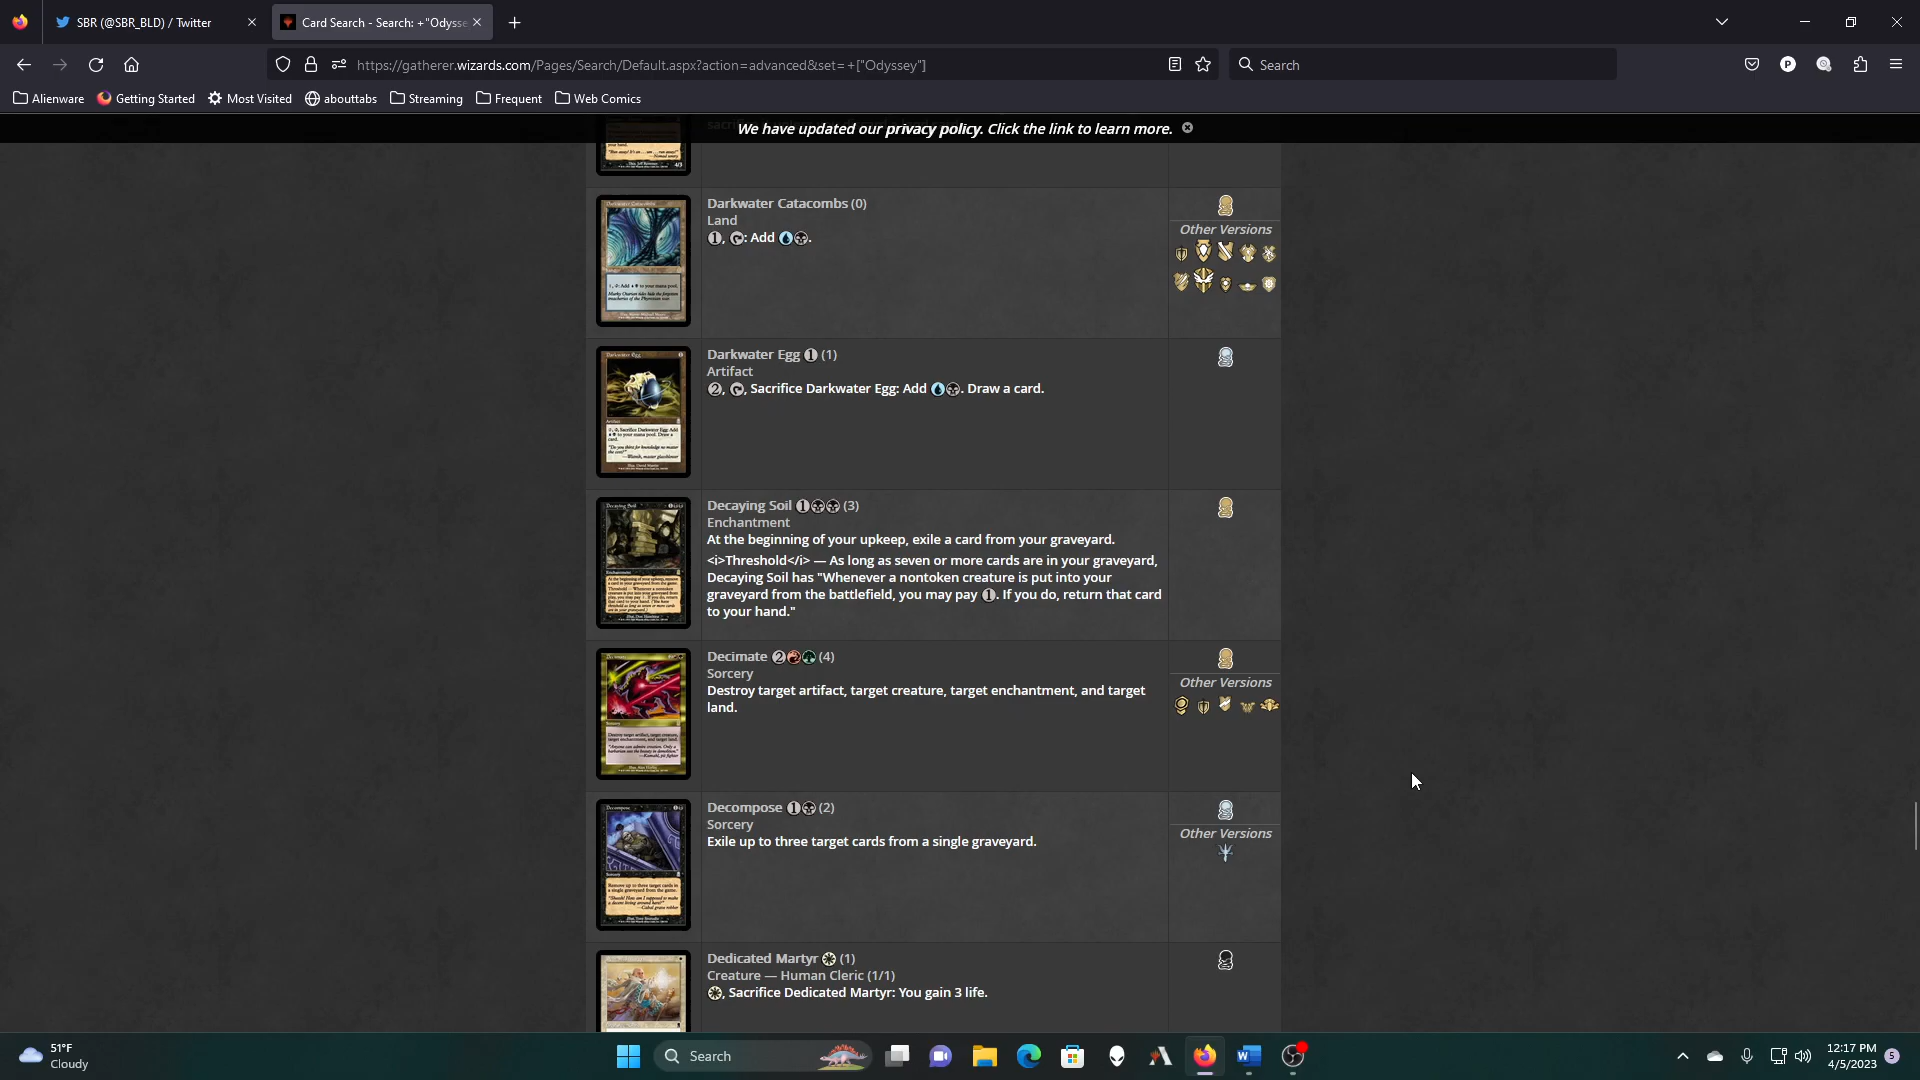 SBR (@SBR_BLD) / Twitter
Card Search - Search: +"Odysse
https://gatherer.wizards.com/Pages/Search/Default.aspx?action=advanced&set=+["Odyssey"]
Search
Alienware Getting Started Most Visited abouttabs Streaming Frequent Web Comics
We have updated our privacy policy. Click the link to learn more.
Darkwater Catacombs (0)
Land
1, : Add .
Other Versions
Darkwater Egg 1 (1)
Artifact
2, , Sacrifice Darkwater Egg: Add . Draw a card.
Decaying Soil 1 (3)
Enchantment
At the beginning of your upkeep, exile a card from your graveyard.
<i>Threshold</i> — As long as seven or more cards are in your graveyard,
Decaying Soil has "Whenever a nontoken creature is put into your
graveyard from the battlefield, you may pay 1. If you do, return that card
to your hand."
Decimate 2 (4)
Sorcery
Destroy target artifact, target creature, target enchantment, and target
land.
Other Versions
Decompose 1 (2)
Sorcery
Exile up to three target cards from a single graveyard.
Other Versions
Dedicated Martyr (1)
Creature — Human Cleric (1/1)
, Sacrifice Dedicated Martyr: You gain 3 life.
51°F
Cloudy
Search
12:17 PM
4/5/2023
5